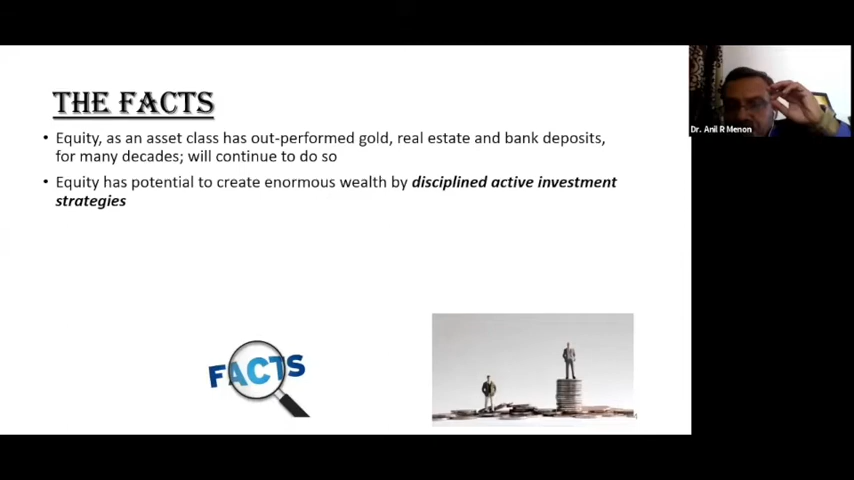 THE FACTS
• Equity, as an asset class has out-performed gold, real estate and bank deposits,
for many decades; will continue to do so
• Equity has potential to create enormous wealth by disciplined active investment
strategies
FACTS
Dr. Anil R Menon